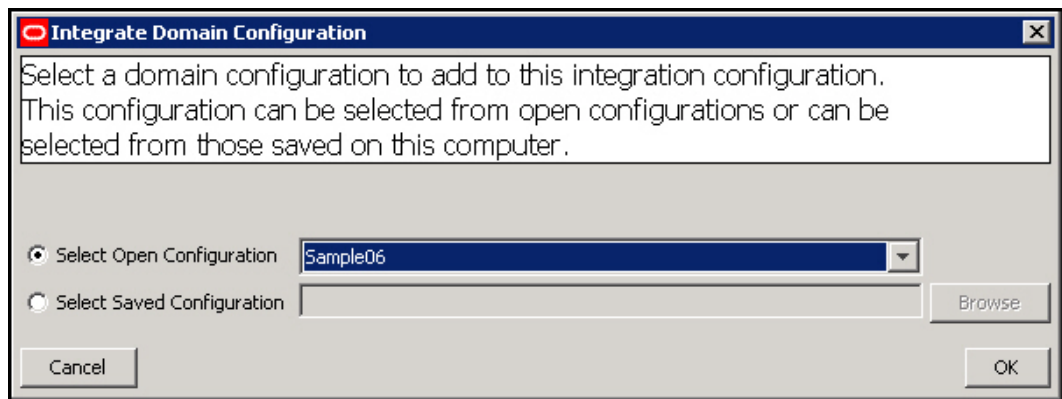 Integrate Domain Configuration
Select a domain configuration to add to this integration configuration.
This configuration can be selected from open configurations or can be
selected from those saved on this computer.
Select Open Configuration Sample06
Select Saved Configuration Browse
Cancel OK